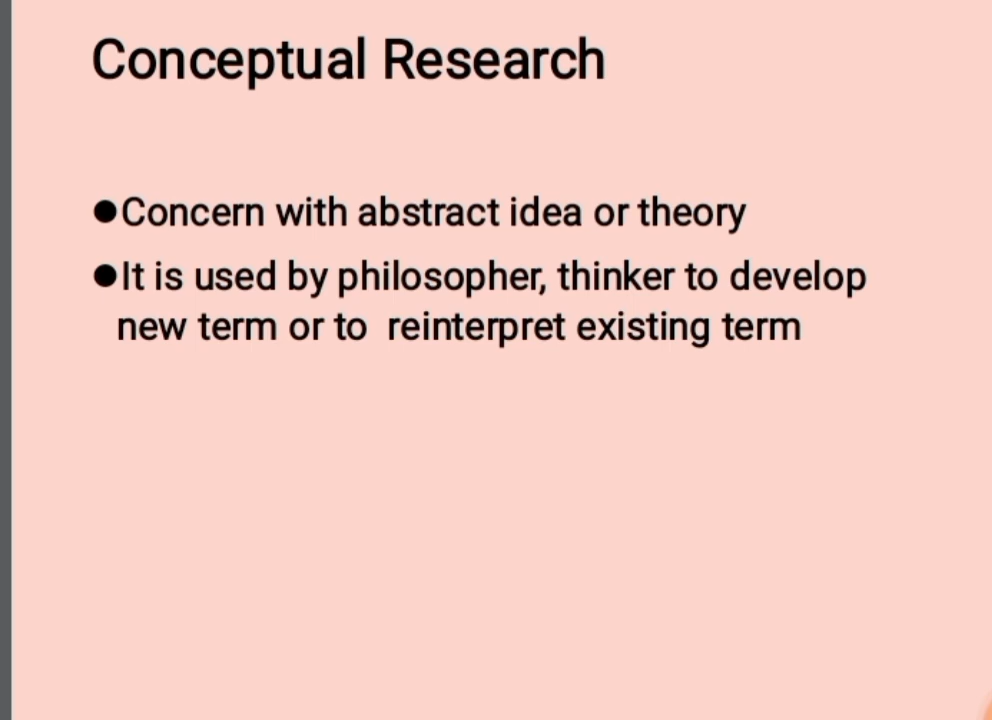 Conceptual Research
●Concern with abstract idea or theory
●It is used by philosopher, thinker to develop
new term or to  reinterpret existing term